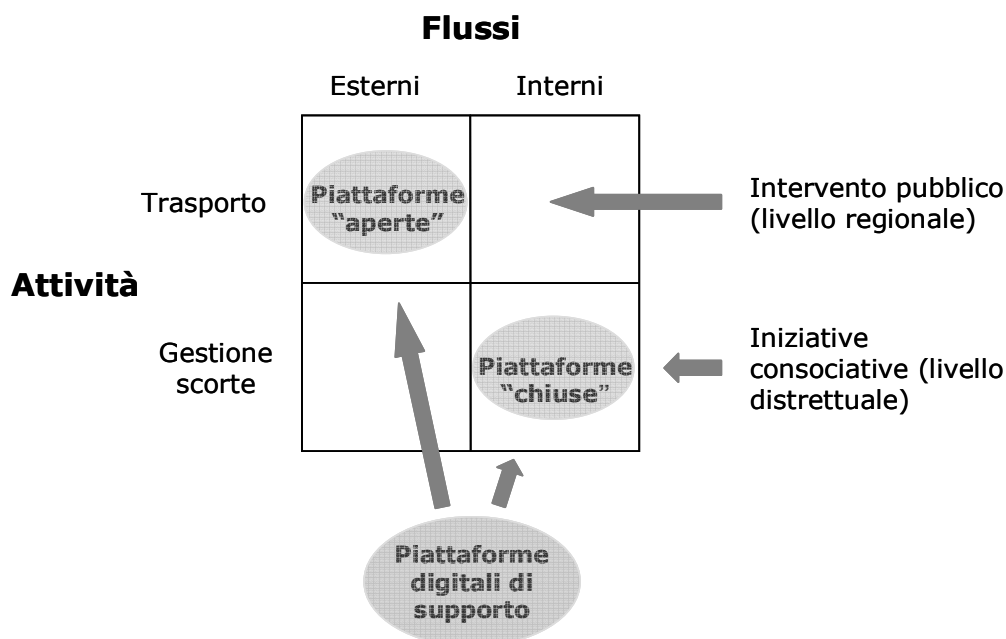 Flussi
Esterni
Interni
Trasporto
Piattaforme
“aperte”
Intervento pubblico
(livello regionale)
Attività
Gestione
scorte
Piattaforme
“chiuse”
Iniziative
consociative (livello
distrettuale)
Piattaforme
digitali di
supporto